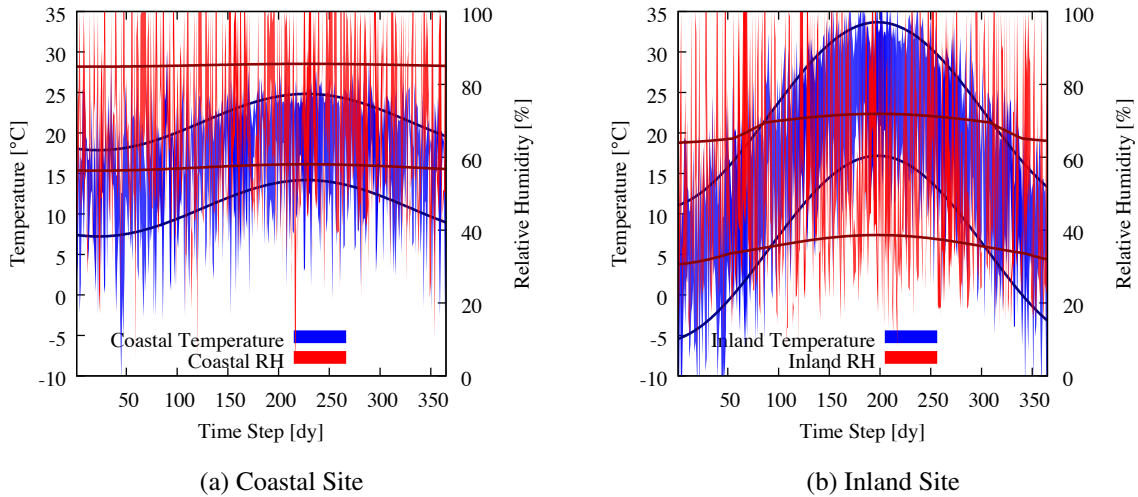 35
30
25
20
15
10
5
0
-5
-10
Temperature [°C]
100
80
60
40
20
0
Relative Humidity [%]
50 100 150 200 250 300 350
Time Step [dy]
Coastal Temperature
Coastal RH
(a) Coastal Site
35
30
25
20
15
10
5
0
-5
-10
Temperature [°C]
100
80
60
40
20
0
Relative Humidity [%]
50 100 150 200 250 300 350
Time Step [dy]
Inland Temperature
Inland RH
(b) Inland Site